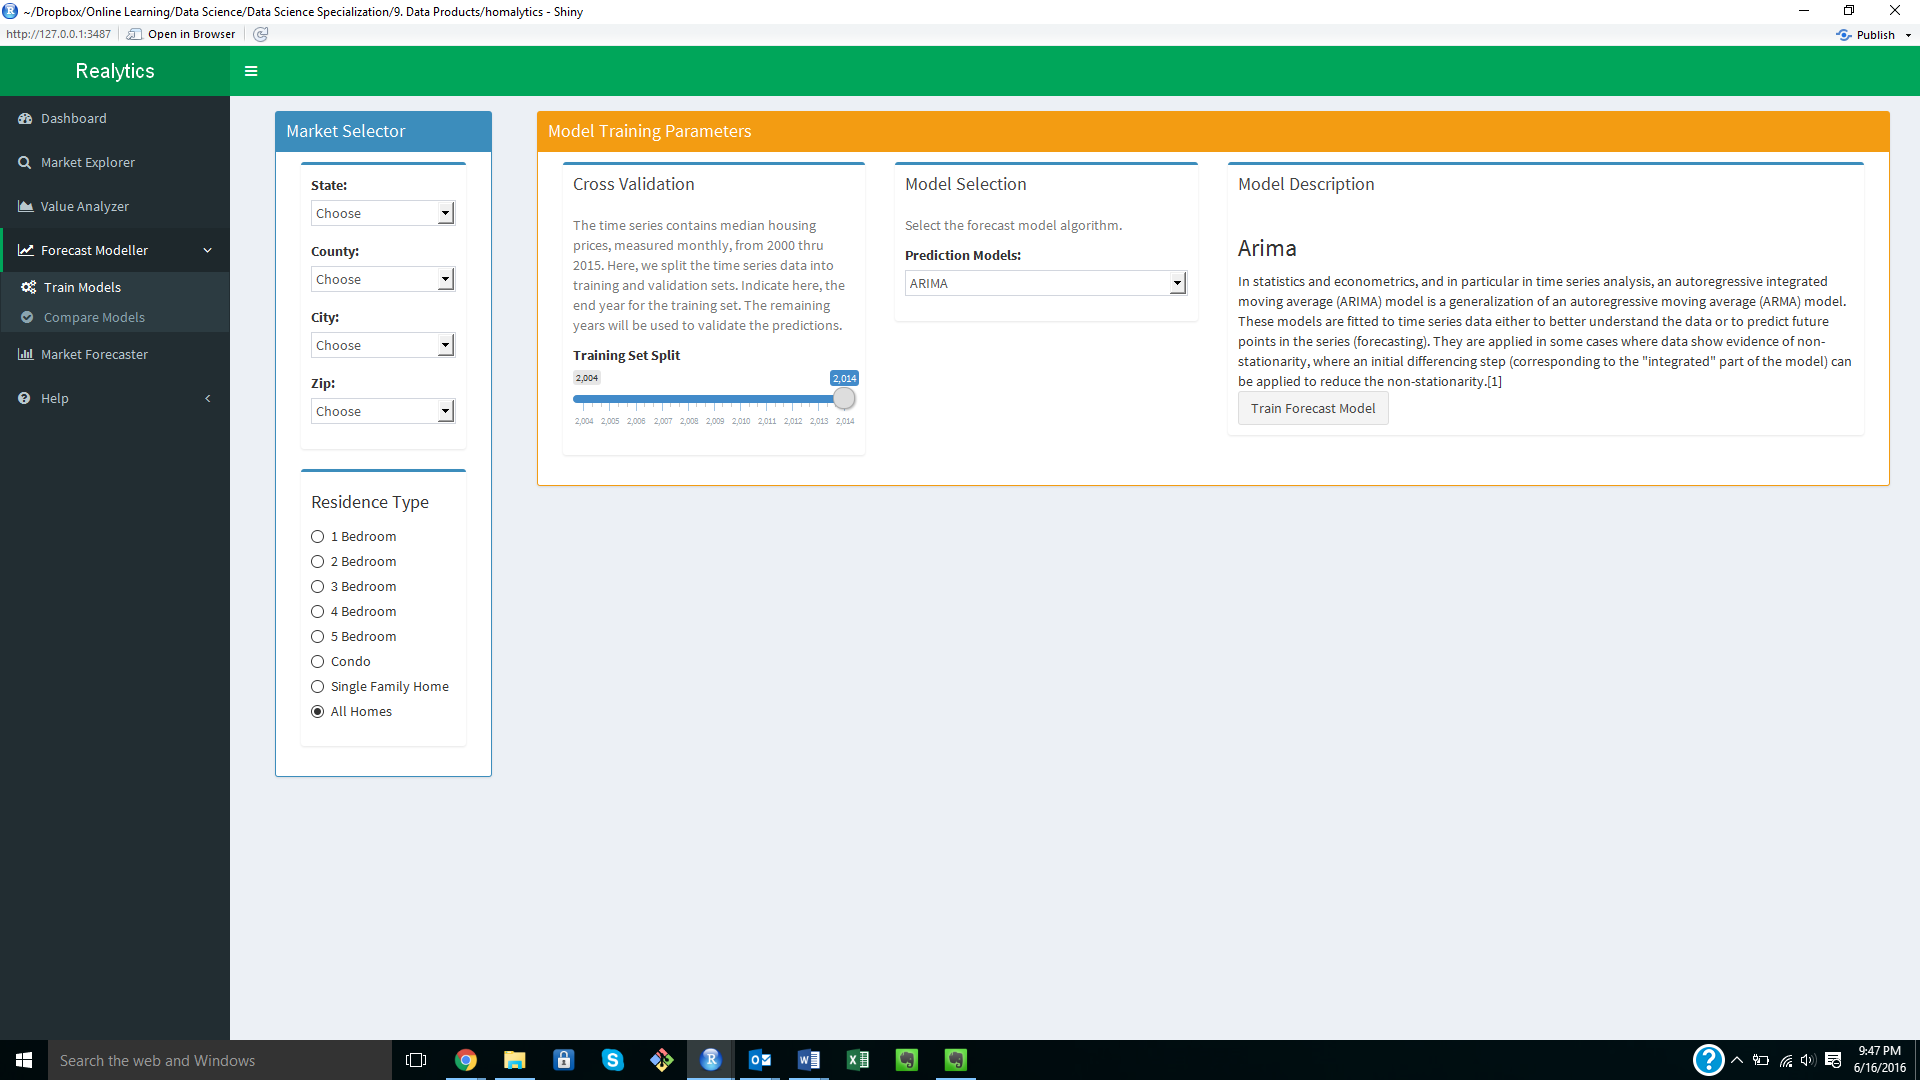 ~/Dropbox/Online Learning/Data Science/Data Science Specialization/9. Data Products/homalytics - Shiny
http://127.0.0.1:3487
Open in Browser
Publish
Realytics
Dashboard
Market Explorer
Value Analyzer
Forecast Modeller
Train Models
Compare Models
Market Forecaster
Help
Market Selector
State:
Choose
County:
Choose
City:
Choose
Zip:
Choose
Residence Type
1 Bedroom
2 Bedroom
3 Bedroom
4 Bedroom
5 Bedroom
Condo
Single Family Home
All Homes
Model Training Parameters
Cross Validation
The time series contains median housing
prices, measured monthly, from 2000 thru
2015. Here, we split the time series data into
training and validation sets. Indicate here, the
end year for the training set. The remaining
years will be used to validate the predictions.
Training Set Split
2,004 2,014
2,004 2,005 2,006 2,007 2,008 2,009 2,010 2,011 2,012 2,013 2,014
Model Selection
Select the forecast model algorithm.
Prediction Models:
ARIMA
Model Description
Arima
In statistics and econometrics, and in particular in time series analysis, an autoregressive integrated
moving average (ARIMA) model is a generalization of an autoregressive moving average (ARMA) model.
These models are fitted to time series data either to better understand the data or to predict future
points in the series (forecasting). They are applied in some cases where data show evidence of non-
stationarity, where an initial differencing step (corresponding to the "integrated" part of the model) can
be applied to reduce the non-stationarity.[1]
Train Forecast Model
Search the web and Windows
9:47 PM
6/16/2016